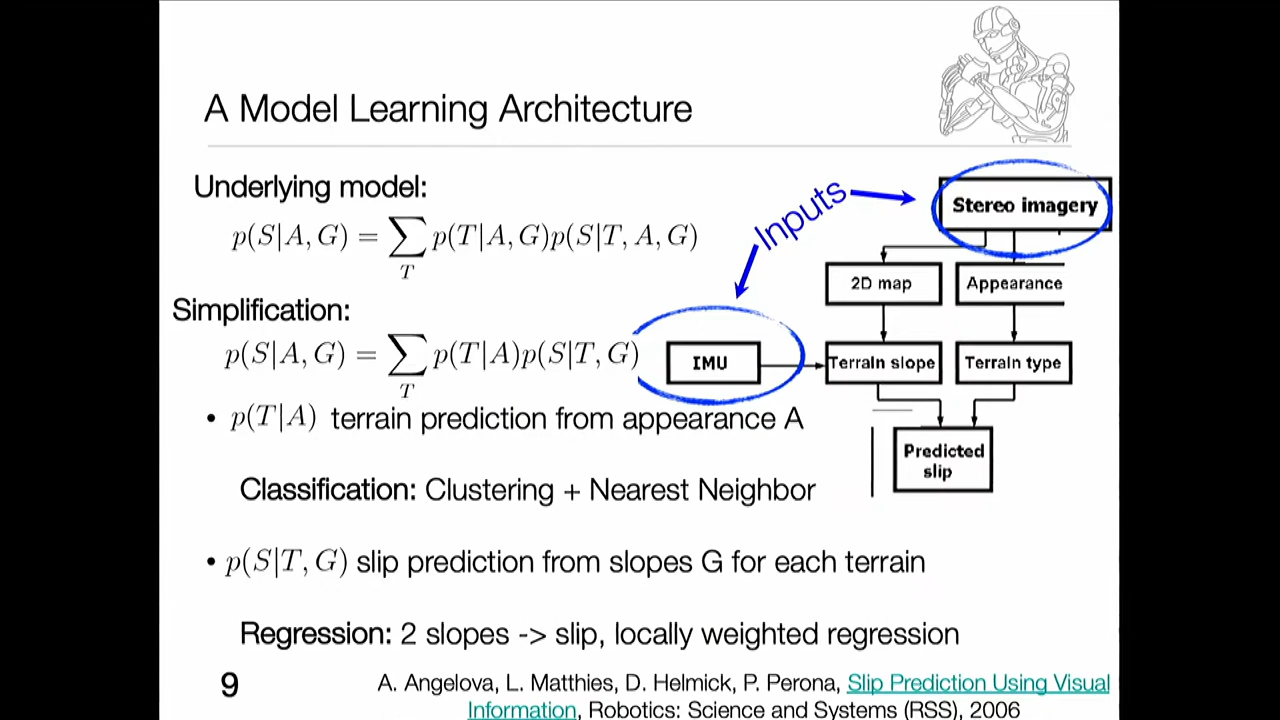 A Model Learning Architecture
Underlying model:
p(S|A, G) = ∑_T p(T|A, G)p(S|T, A, G)
Simplification:
p(S|A, G) = ∑_T p(T|A)p(S|T, G)
• p(T|A) terrain prediction from appearance A
Classification: Clustering + Nearest Neighbor
• p(S|T, G) slip prediction from slopes G for each terrain
Regression: 2 slopes -> slip, locally weighted regression
Inputs
Stereo imagery
2D map
Appearance
IMU
Terrain slope
Terrain type
Predicted
slip
9
A. Angelova, L. Matthies, D. Helmick, P. Perona, Slip Prediction Using Visual
Information, Robotics: Science and Systems (RSS), 2006